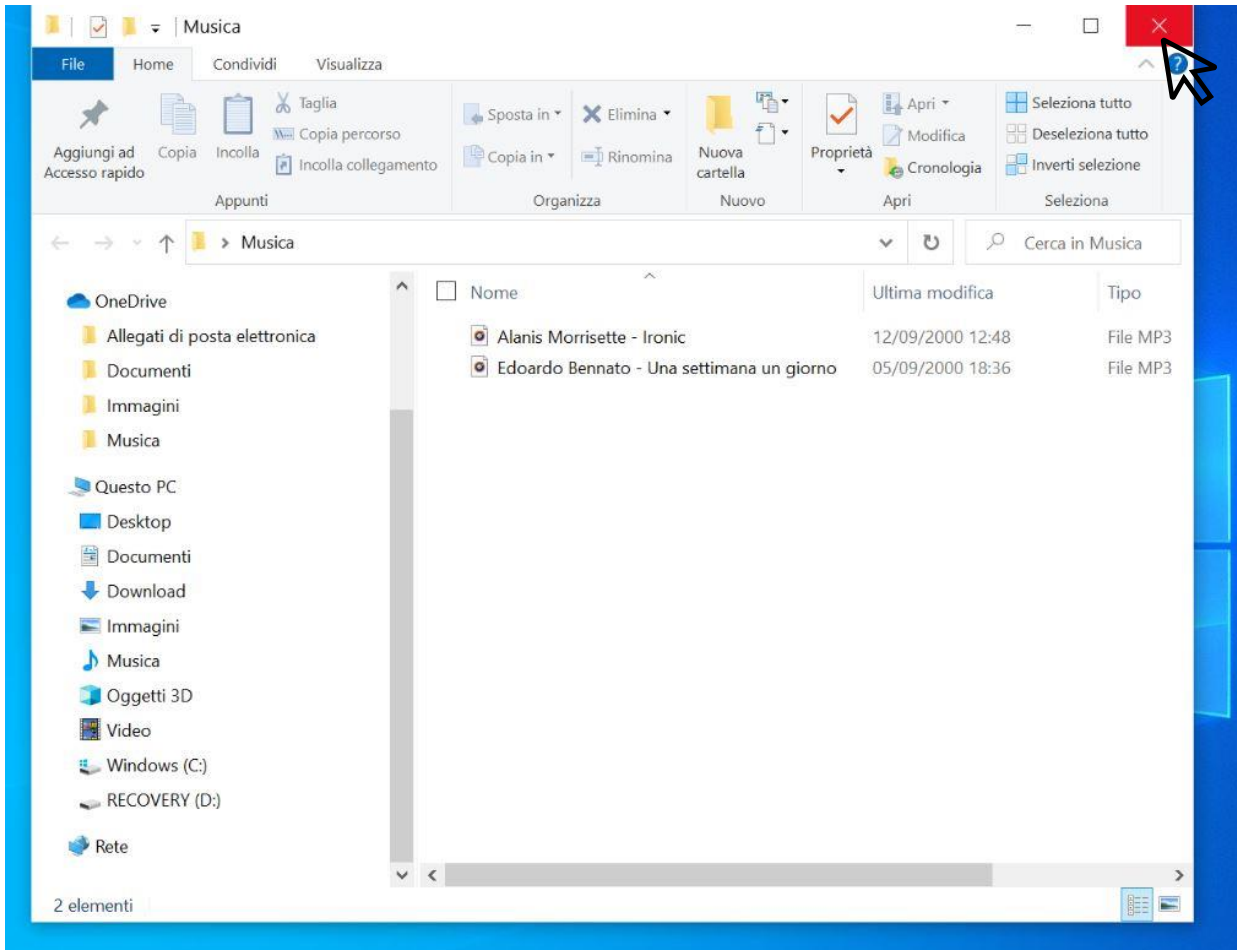 Musica
File Home Condividi Visualizza
?
Aggiungi ad Accesso rapido
Copia
Incolla
Taglia
Copia percorso
Incolla collegamento
Appunti
Sposta in
Copia in
Elimina
Rinomina
Organizza
Nuova cartella
Nuovo
Proprietà
Apri
Modifica
Cronologia
Apri
Seleziona tutto
Deseleziona tutto
Inverti selezione
Seleziona
> Musica
Cerca in Musica
OneDrive
Allegati di posta elettronica
Documenti
Immagini
Musica
Questo PC
Desktop
Documenti
Download
Immagini
Musica
Oggetti 3D
Video
Windows (C:)
RECOVERY (D:)
Rete
Nome Ultima modifica Tipo
Alanis Morrisette - Ironic 12/09/2000 12:48 File MP3
Edoardo Bennato - Una settimana un giorno 05/09/2000 18:36 File MP3
2 elementi